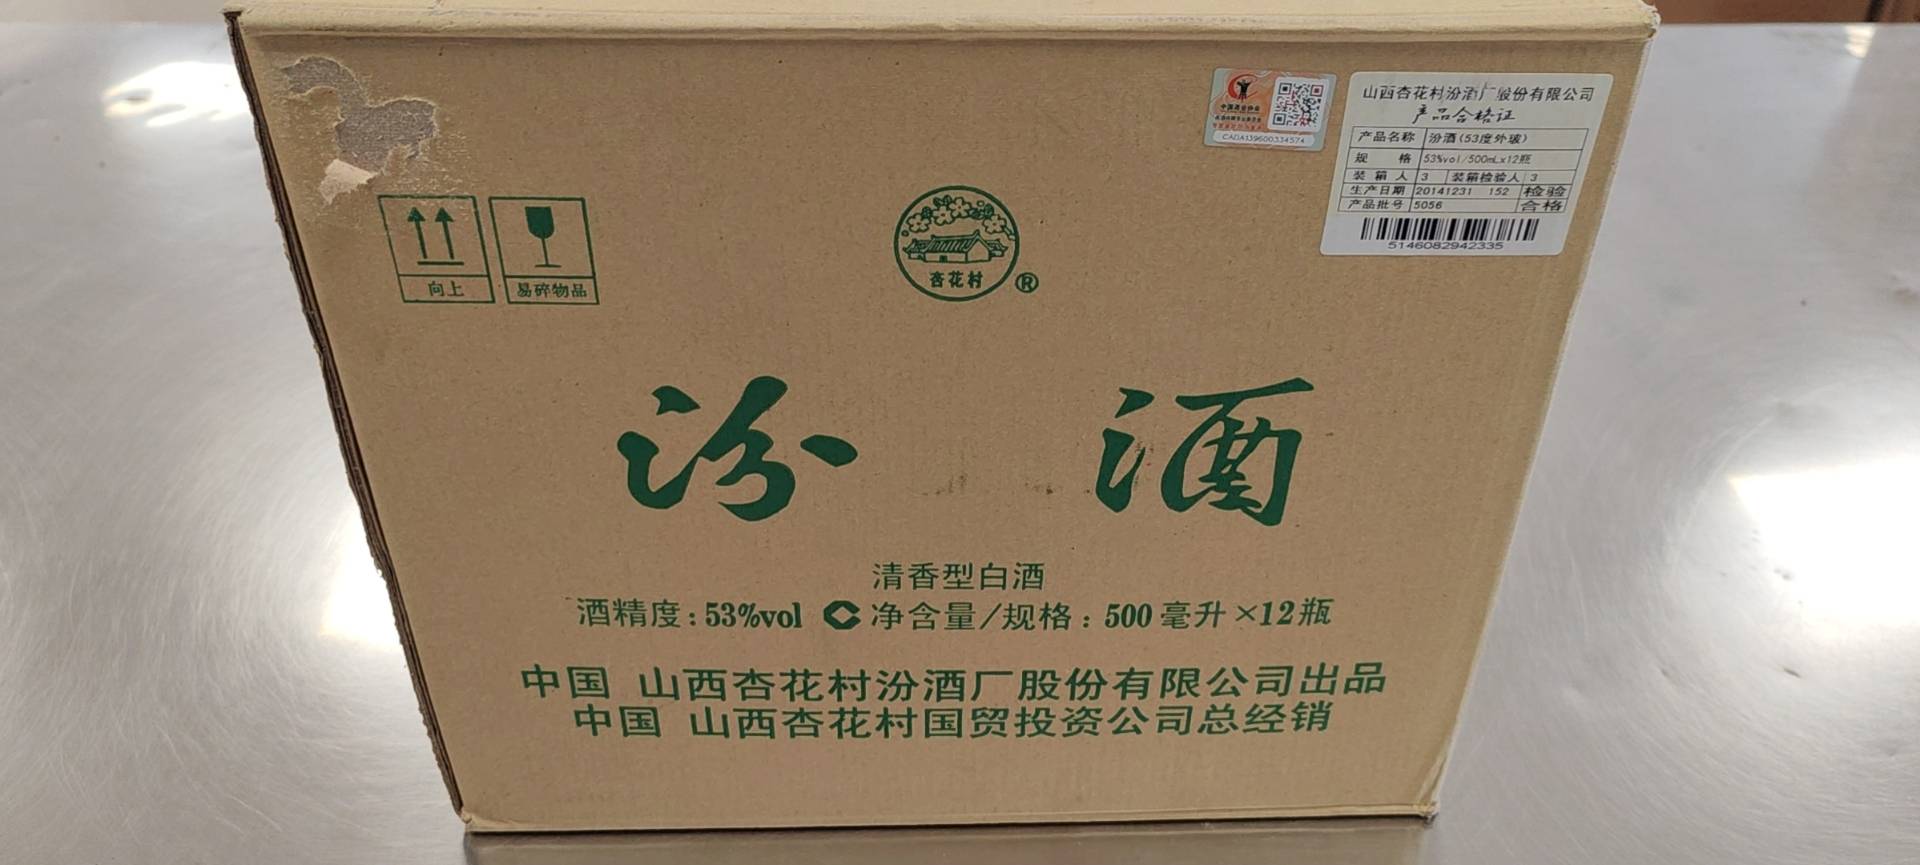 中国酒业协会
CADA139600334574
山西杏花村汾酒厂股份有限公司
产品合格证
产品名称 汾酒(53度外玻)
规 格 53%vol/500mLx12瓶
装箱人 3 装箱检验人 3
生产日期 20141231 152 检验
产品批号 5056 合格
5146082942335
向上
易碎物品
杏花村
®
汾 酒
清香型白酒
酒精度:53%vol 净含量/规格:500毫升×12瓶
中国 山西杏花村汾酒厂股份有限公司出品
中国 山西杏花村国贸投资公司总经销